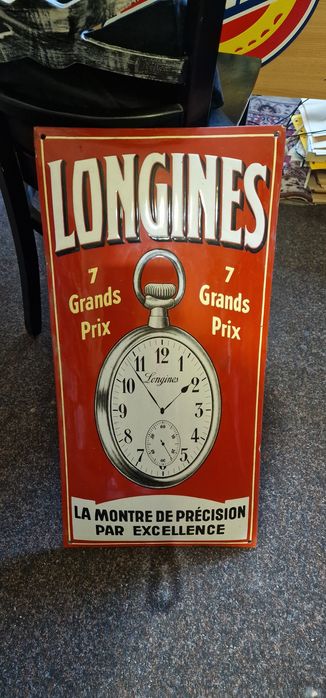 LONGINES
7
Grands
Prix
7
Grands
Prix
12
1
2
3
4
5
7
8
9
10
11
Longines
60
LA MONTRE DE PRÉCISION
PAR EXCELLENCE